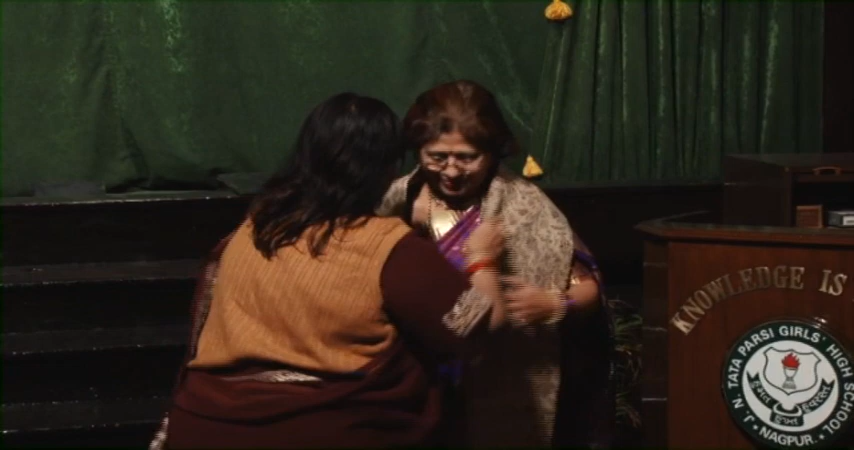 KNOWLEDGE IS
J. N. TATA PARSI GIRLS' HIGH SCHOOL
• NAGPUR. •